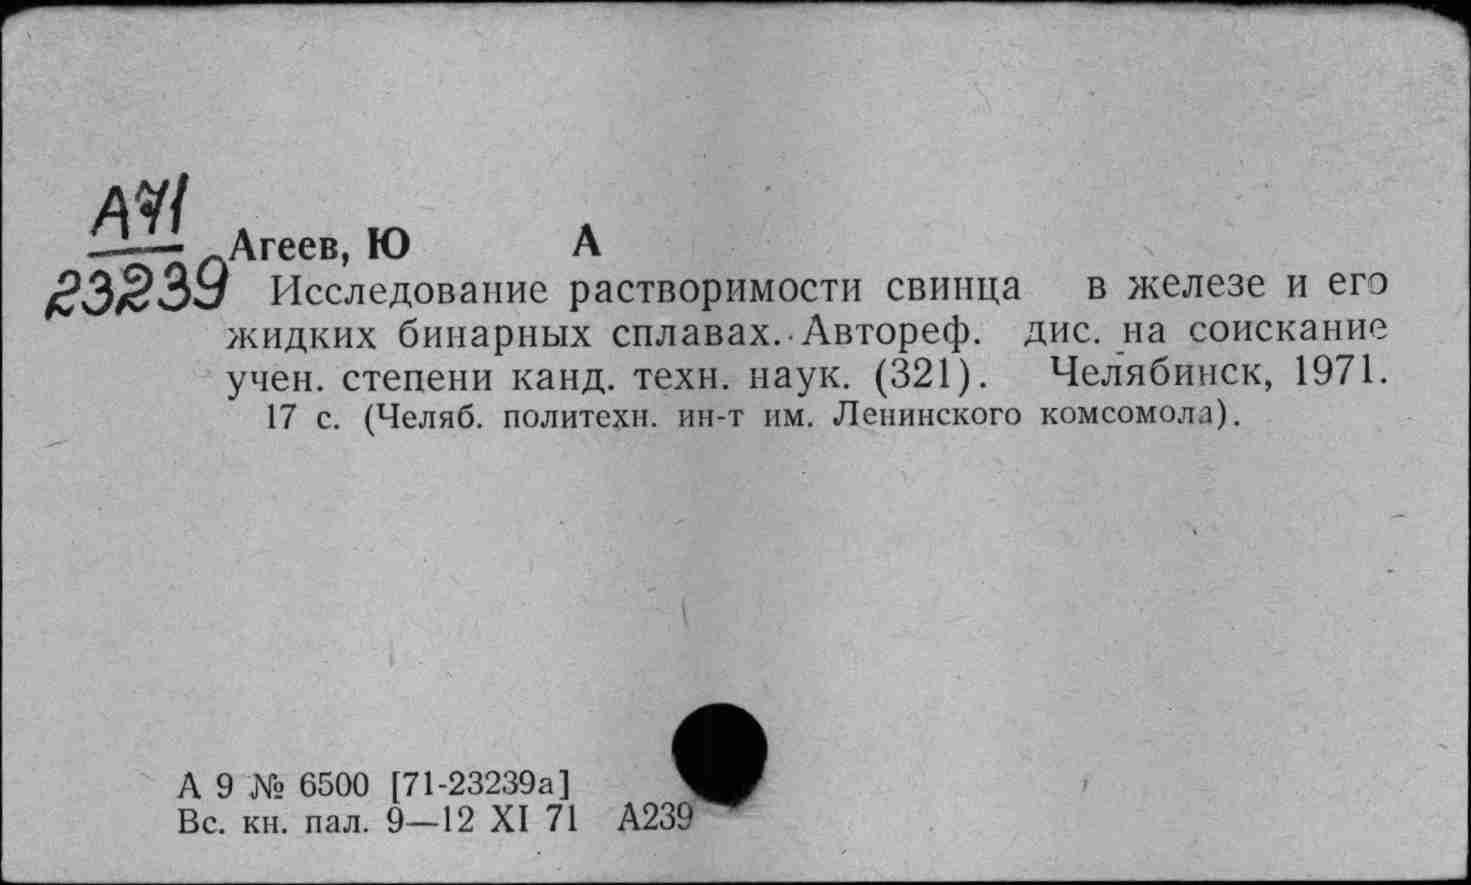 А71
23239
Агеев, Ю А
Исследование растворимости свинца в железе и его
жидких бинарных сплавах. Автореф. дис. на соискание
учен. степени канд. техн. наук. (321). Челябинск, 1971.
17 с. (Челяб. политехн. ин-т им. Ленинского комсомола).
А 9 № 6500 [71-23239а]
Вс. кн. пал. 9—12 XI 71 А239